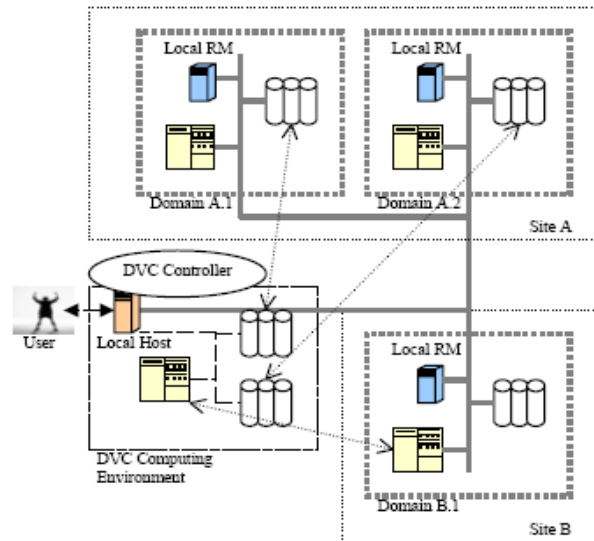 Local RM
Local RM
Domain A.1
Domain A.2
Site A
DVC Controller
User
Local Host
Local RM
DVC Computing
Environment
Domain B.1
Site B